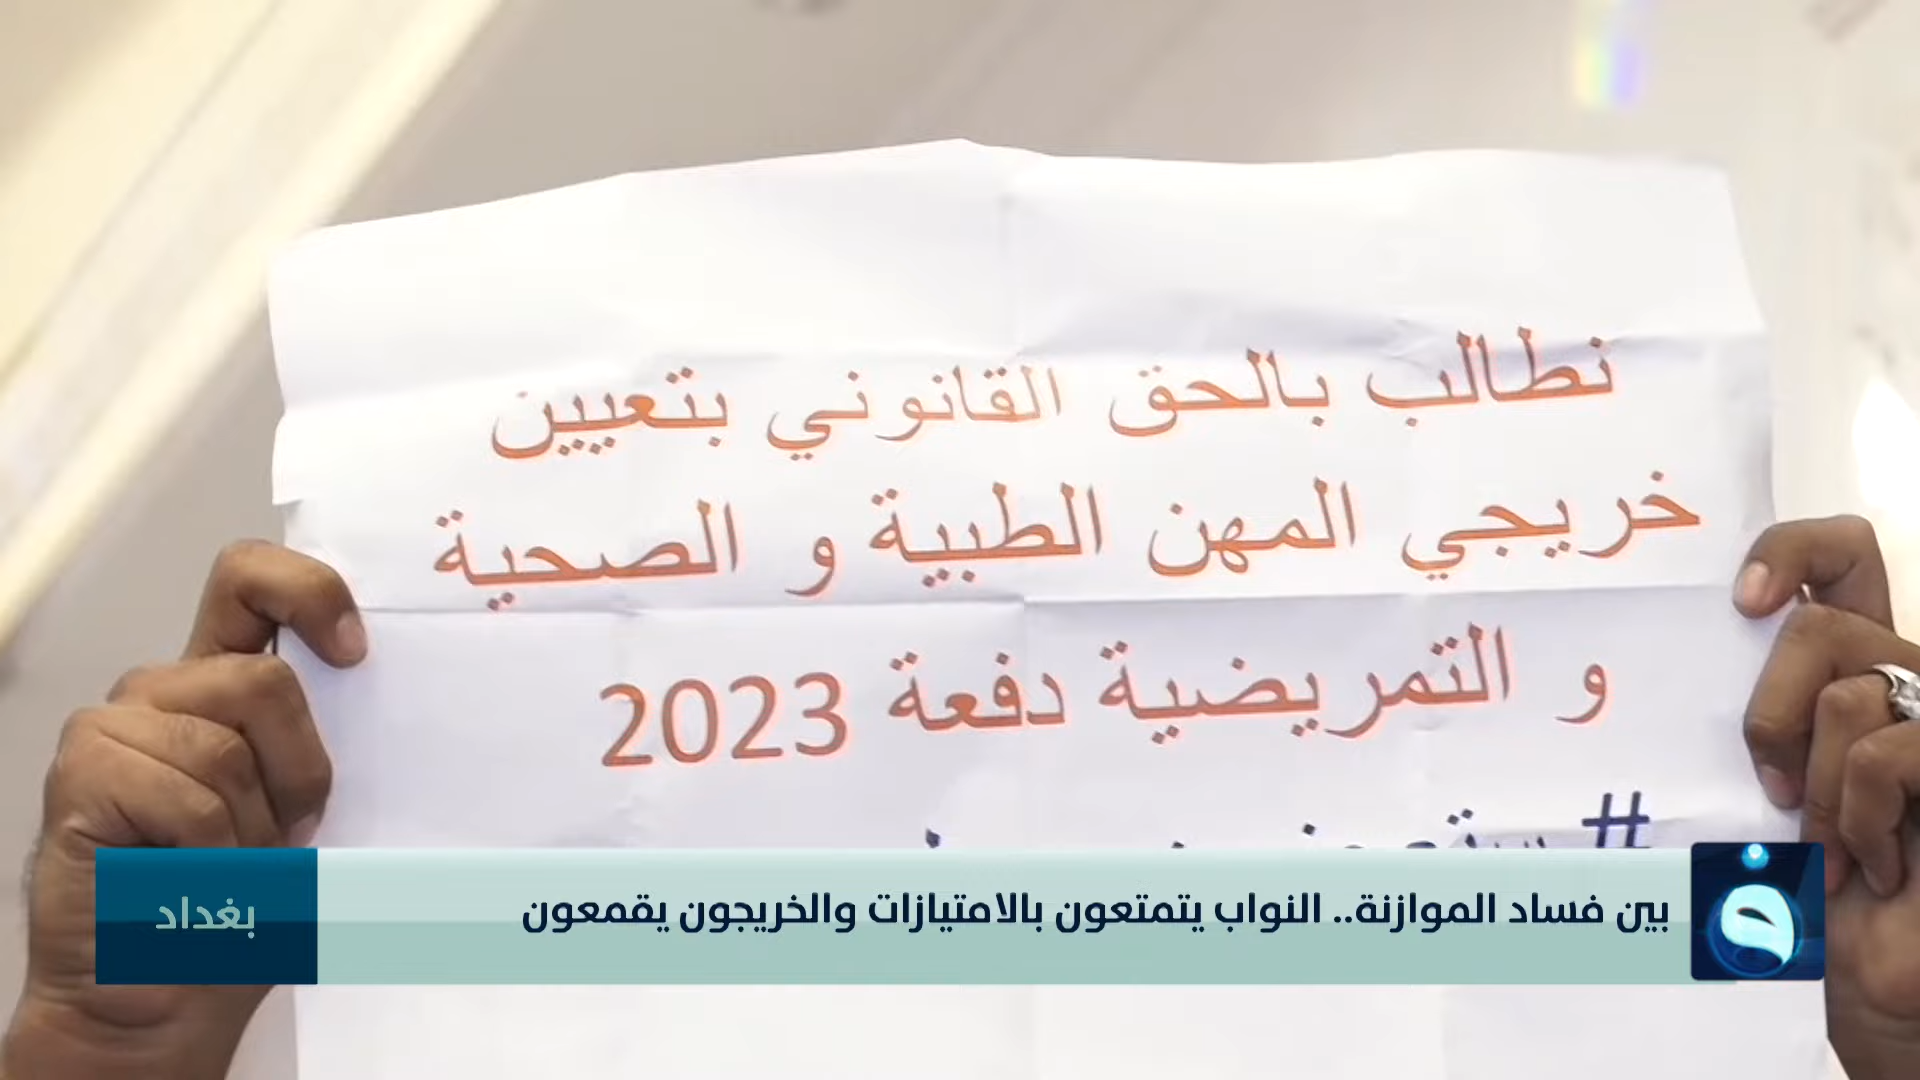 نطالب بالحق القانوني بتعيين
خريجي المهن الطبية و الصحية
و التمريضية دفعة 2023
بين فساد الموازنة.. النواب يتمتعون بالامتيازات والخريجون يقمعون
بغداد